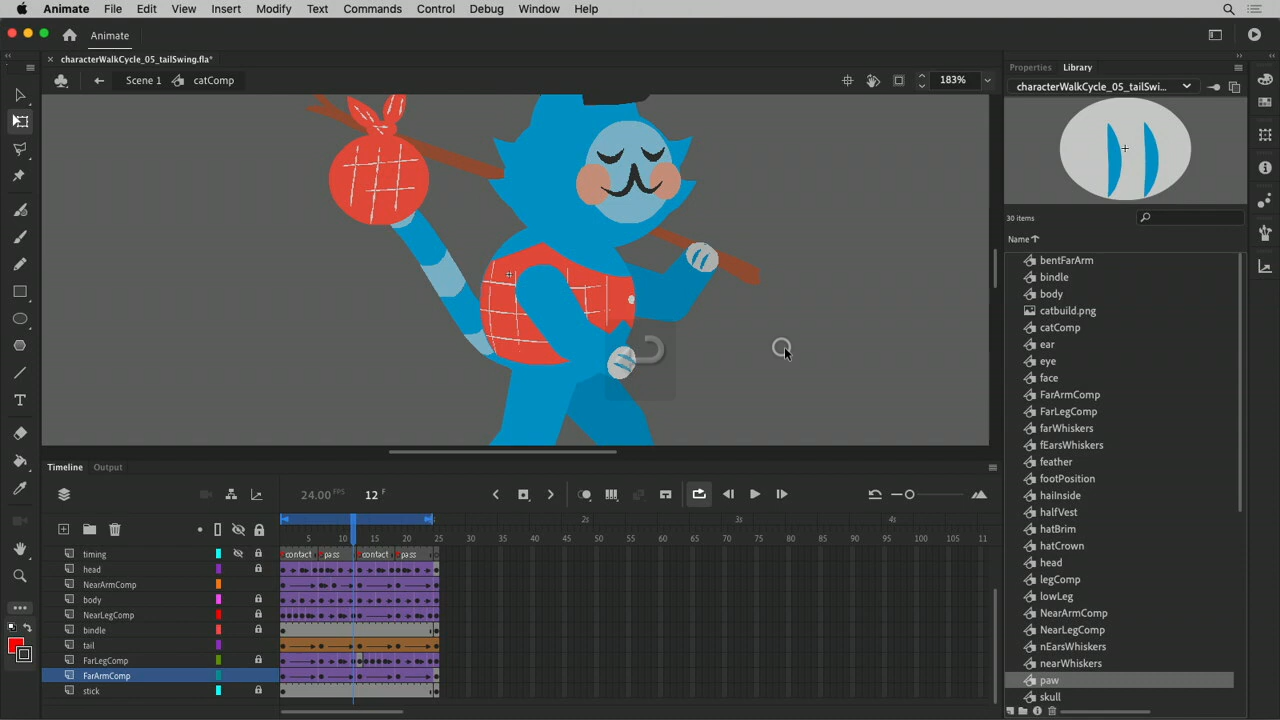 Animate File Edit View Insert Modify Text Commands Control Debug Window Help
Animate
characterWalkCycle_05_tailSwing.fla*
Scene 1 catComp 183%
Properties Library
characterWalkCycle_05_tailSwi...
30 items
Name
bentFarArm
bindle
body
catbuild.png
catComp
ear
eye
face
FarArmComp
FarLegComp
farWhiskers
fEarsWhiskers
feather
footPosition
hailnside
halfVest
hatBrim
hatCrown
head
legComp
lowLeg
NearArmComp
NearLegComp
nEarsWhiskers
nearWhiskers
paw
skull
Timeline Output
24.00 FPS 12 F
2s 3s 4s
5 10 15 20 25 30 35 40 45 50 55 60 65 70 75 80 85 90 95 100 105 11
timing contact pass contact pass
head
NearArmComp
body
NearLegComp
bindle
tail
FarLegComp
FarArmComp
stick